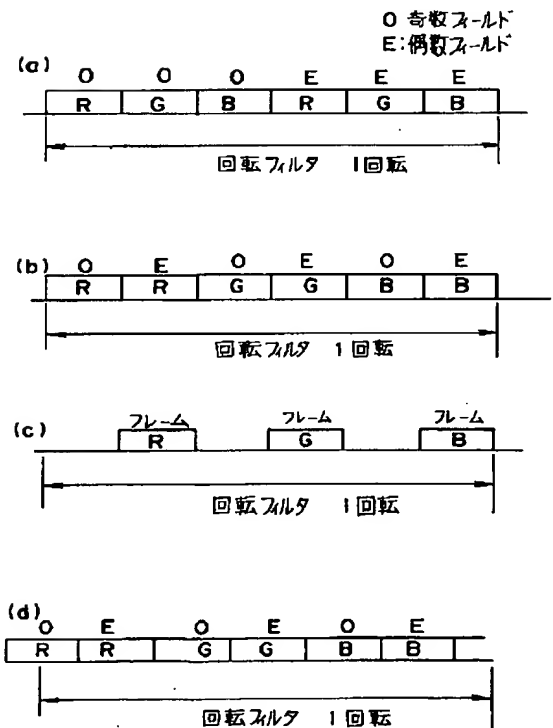 O 奇数フィールド
E:偶数フィールド
(a)
O O O E E E
R G B R G B
回転フィルタ 1回転
(b)
O E O E O E
R R G G B B
回転フィルタ 1回転
(c)
フレーム フレーム フレーム
R G B
回転フィルタ 1回転
(d)
O E O E O E
R R G G B B
回転フィルタ 1回転